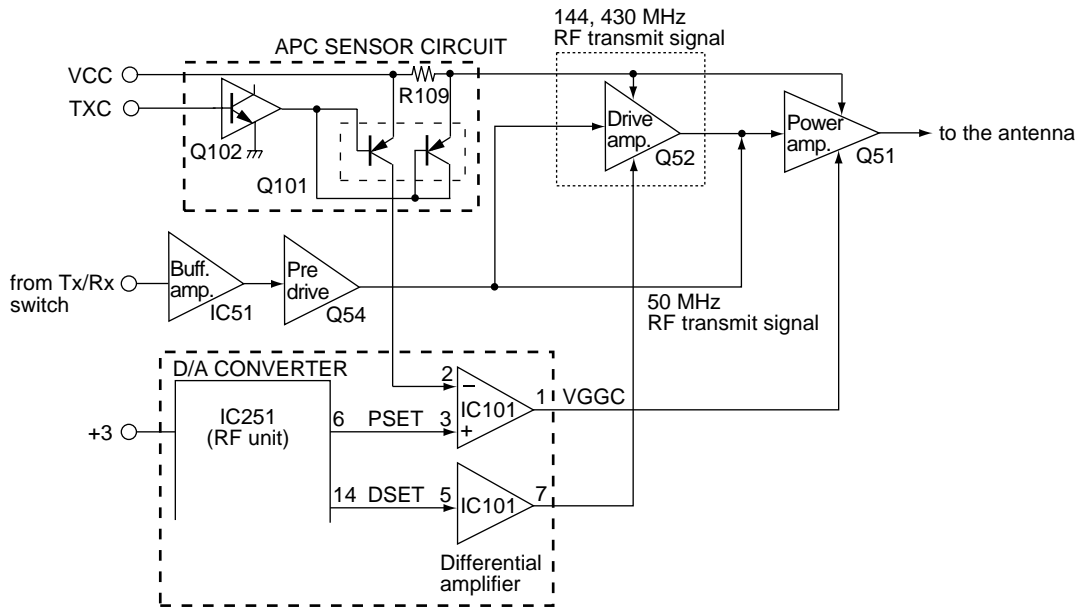 144, 430 MHz
RF transmit signal
APC SENSOR CIRCUIT
VCC
R109
TXC
Q102
Q101
Drive
amp.
Q52
Power
amp.
Q51
to the antenna
from Tx/Rx
switch
Buff.
amp.
IC51
Pre
drive
Q54
50 MHz
RF transmit signal
D/A CONVERTER
IC251
(RF unit)
+3
6 PSET 3
2
–
IC101
+
1 VGGC
14 DSET 5
IC101
7
Differential
amplifier